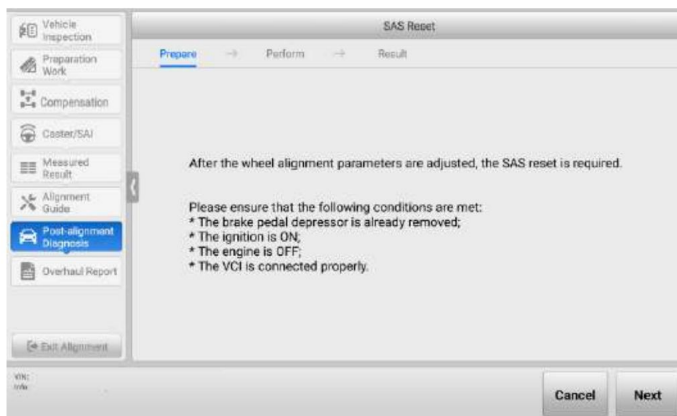 Vehicle
Inspection
Preparation
Work
Compensation
Caster/SAI
Measured
Result
Alignment
Guide
Post-alignment
Diagnosis
Overhaul Report
Exit Alignment
SAS Reset
Prepare → Perform → Result
After the wheel alignment parameters are adjusted, the SAS reset is required.
Please ensure that the following conditions are met:
* The brake pedal depressor is already removed;
* The ignition is ON;
* The engine is OFF;
* The VCI is connected properly.
VIN:
Info:
Cancel
Next